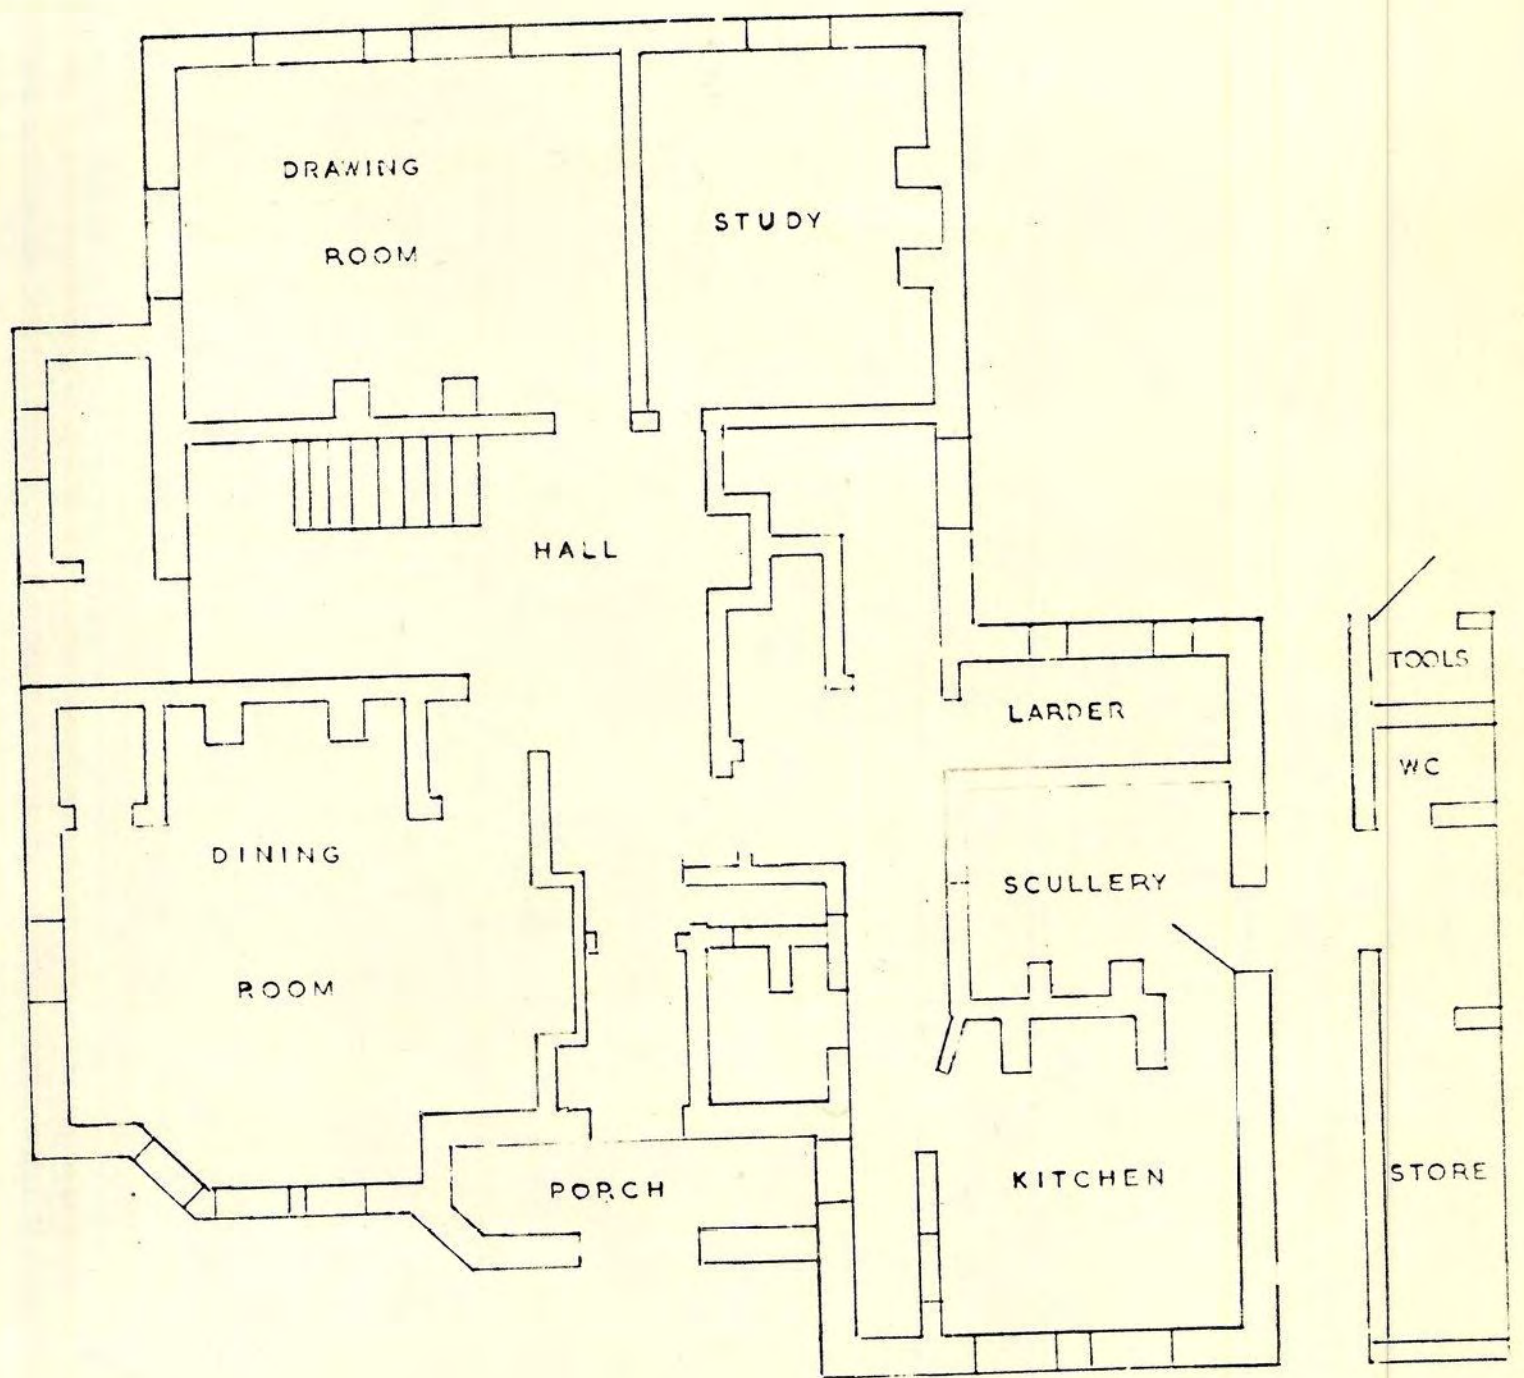 DRAWING
ROOM
STUDY
HALL
LARDER
TOOLS
WC
DINING
ROOM
SCULLERY
PORCH
KITCHEN
STORE